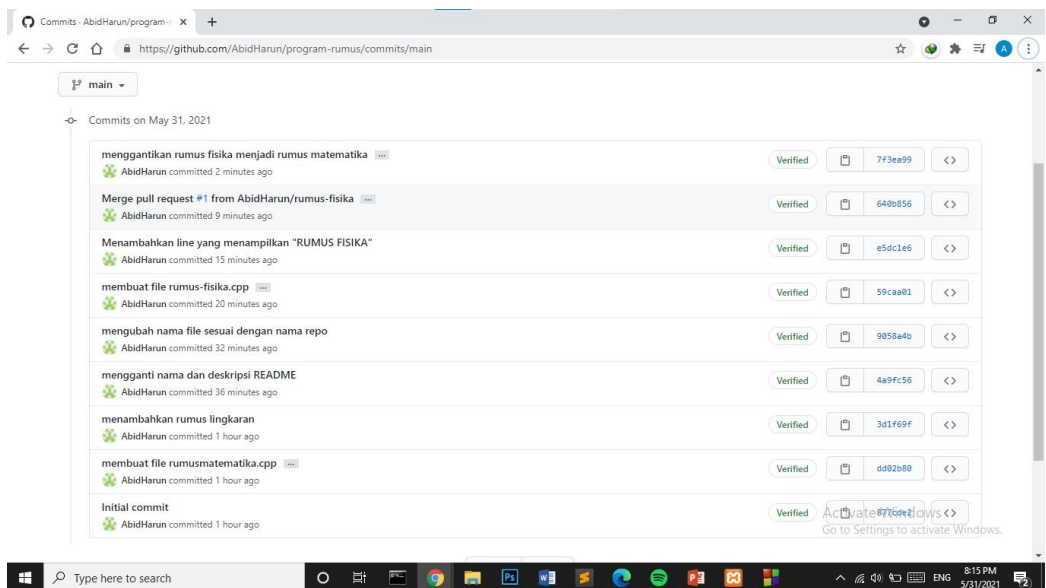 Commits · AbidHarun/program-r
https://github.com/AbidHarun/program-rumus/commits/main
A
main
Commits on May 31, 2021
menggantikan rumus fisika menjadi rumus matematika ...
AbidHarun committed 2 minutes ago
Verified 7f3ea99 <>
Merge pull request #1 from AbidHarun/rumus-fisika ...
AbidHarun committed 9 minutes ago
Verified 640b856 <>
Menambahkan line yang menampilkan "RUMUS FISIKA"
AbidHarun committed 15 minutes ago
Verified e5dc1e6 <>
membuat file rumus-fisika.cpp ...
AbidHarun committed 20 minutes ago
Verified 59caa01 <>
mengubah nama file sesuai dengan nama repo
AbidHarun committed 32 minutes ago
Verified 9058a4b <>
mengganti nama dan deskripsi README
AbidHarun committed 36 minutes ago
Verified 4a9fc56 <>
menambahkan rumus lingkaran
AbidHarun committed 1 hour ago
Verified 3d1f69f <>
membuat file rumusmatematika.cpp ...
AbidHarun committed 1 hour ago
Verified dd02b80 <>
Initial commit
AbidHarun committed 1 hour ago
Verified <>
Activate Windows
Go to Settings to activate Windows.
Type here to search
Ps
ENG
8:15 PM
5/31/2021
2